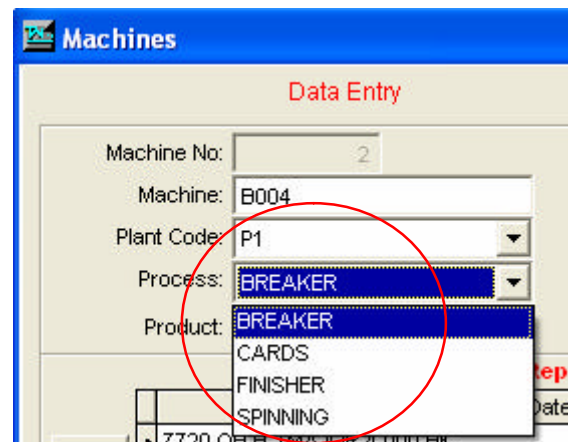 Machines
Data Entry
Machine No: 2
Machine: B004
Plant Code: P1
Process: BREAKER
Product: BREAKER
CARDS
FINISHER
SPINNING